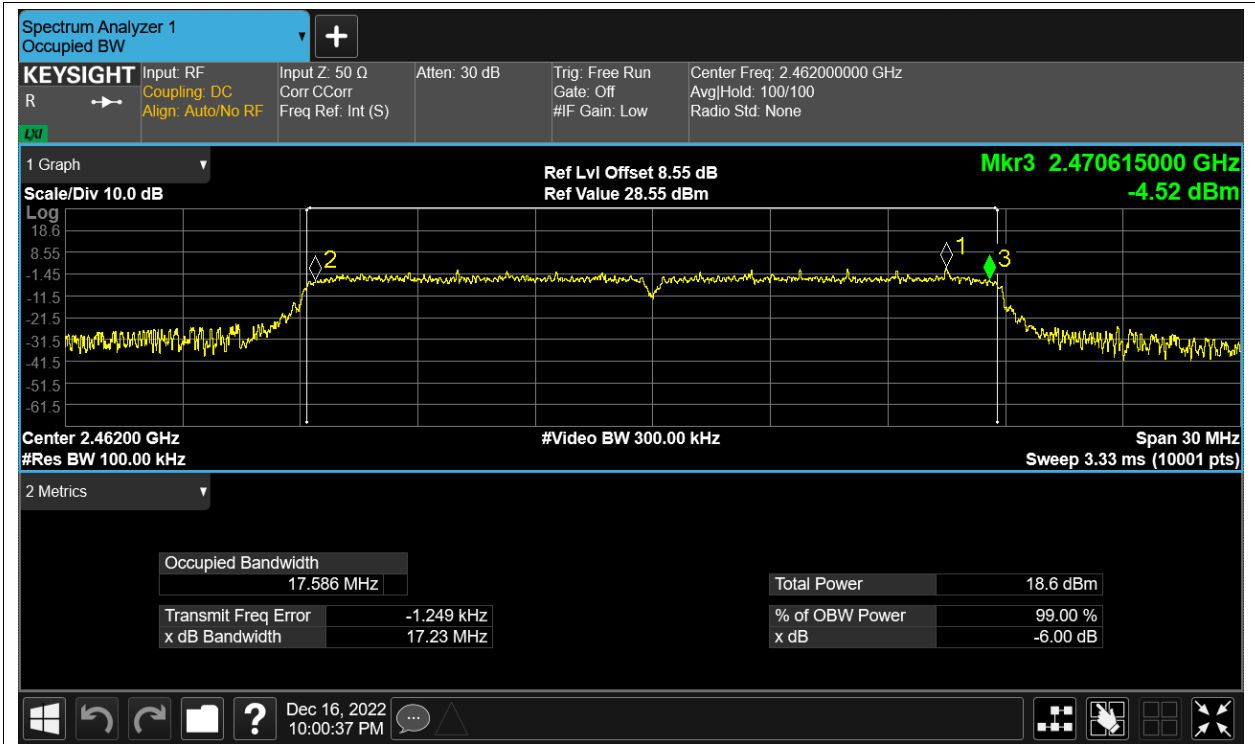 Spectrum Analyzer 1
Occupied BW
KEYSIGHT
R
LXI
Input: RF
Coupling: DC
Align: Auto/No RF
Input Z: 50 Ω
Corr CCorr
Freq Ref: Int (S)
Atten: 30 dB
Trig: Free Run
Gate: Off
#IF Gain: Low
Center Freq: 2.462000000 GHz
Avg|Hold: 100/100
Radio Std: None
1 Graph
Scale/Div 10.0 dB
Ref Lvl Offset 8.55 dB
Ref Value 28.55 dBm
Mkr3 2.470615000 GHz
-4.52 dBm
Log
18.6
8.55
-1.45
-11.5
-21.5
-31.5
-41.5
-51.5
-61.5
2
1
3
Center 2.46200 GHz
#Video BW 300.00 kHz
Span 30 MHz
#Res BW 100.00 kHz
Sweep 3.33 ms (10001 pts)
2 Metrics
Occupied Bandwidth
17.586 MHz
Total Power 18.6 dBm
Transmit Freq Error -1.249 kHz
% of OBW Power 99.00 %
x dB Bandwidth 17.23 MHz
x dB -6.00 dB
?
Dec 16, 2022
10:00:37 PM